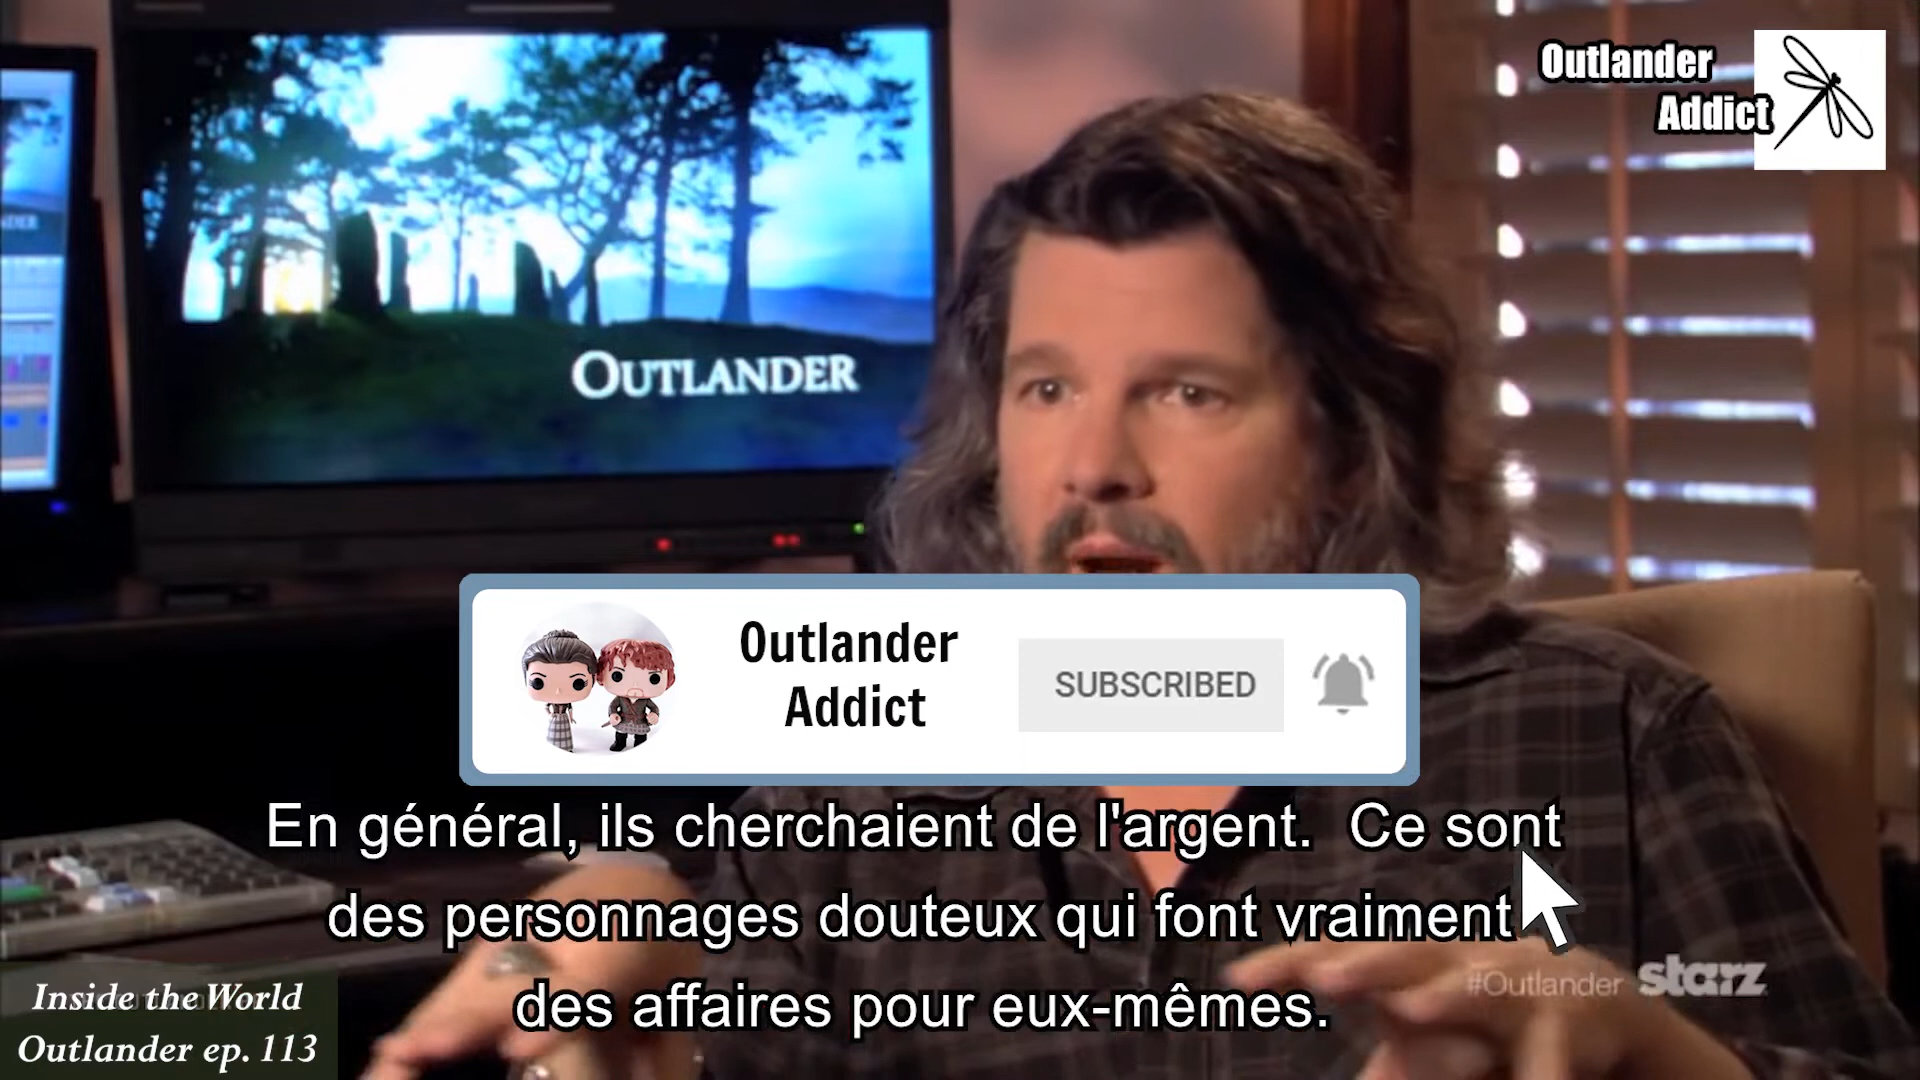 Outlander
Addict
OUTLANDER
Outlander
Addict
SUBSCRIBED
En général, ils cherchaient de l'argent. Ce sont
des personnages douteux qui font vraiment
des affaires pour eux-mêmes.
#Outlander starz
Inside the World
Outlander ep. 113